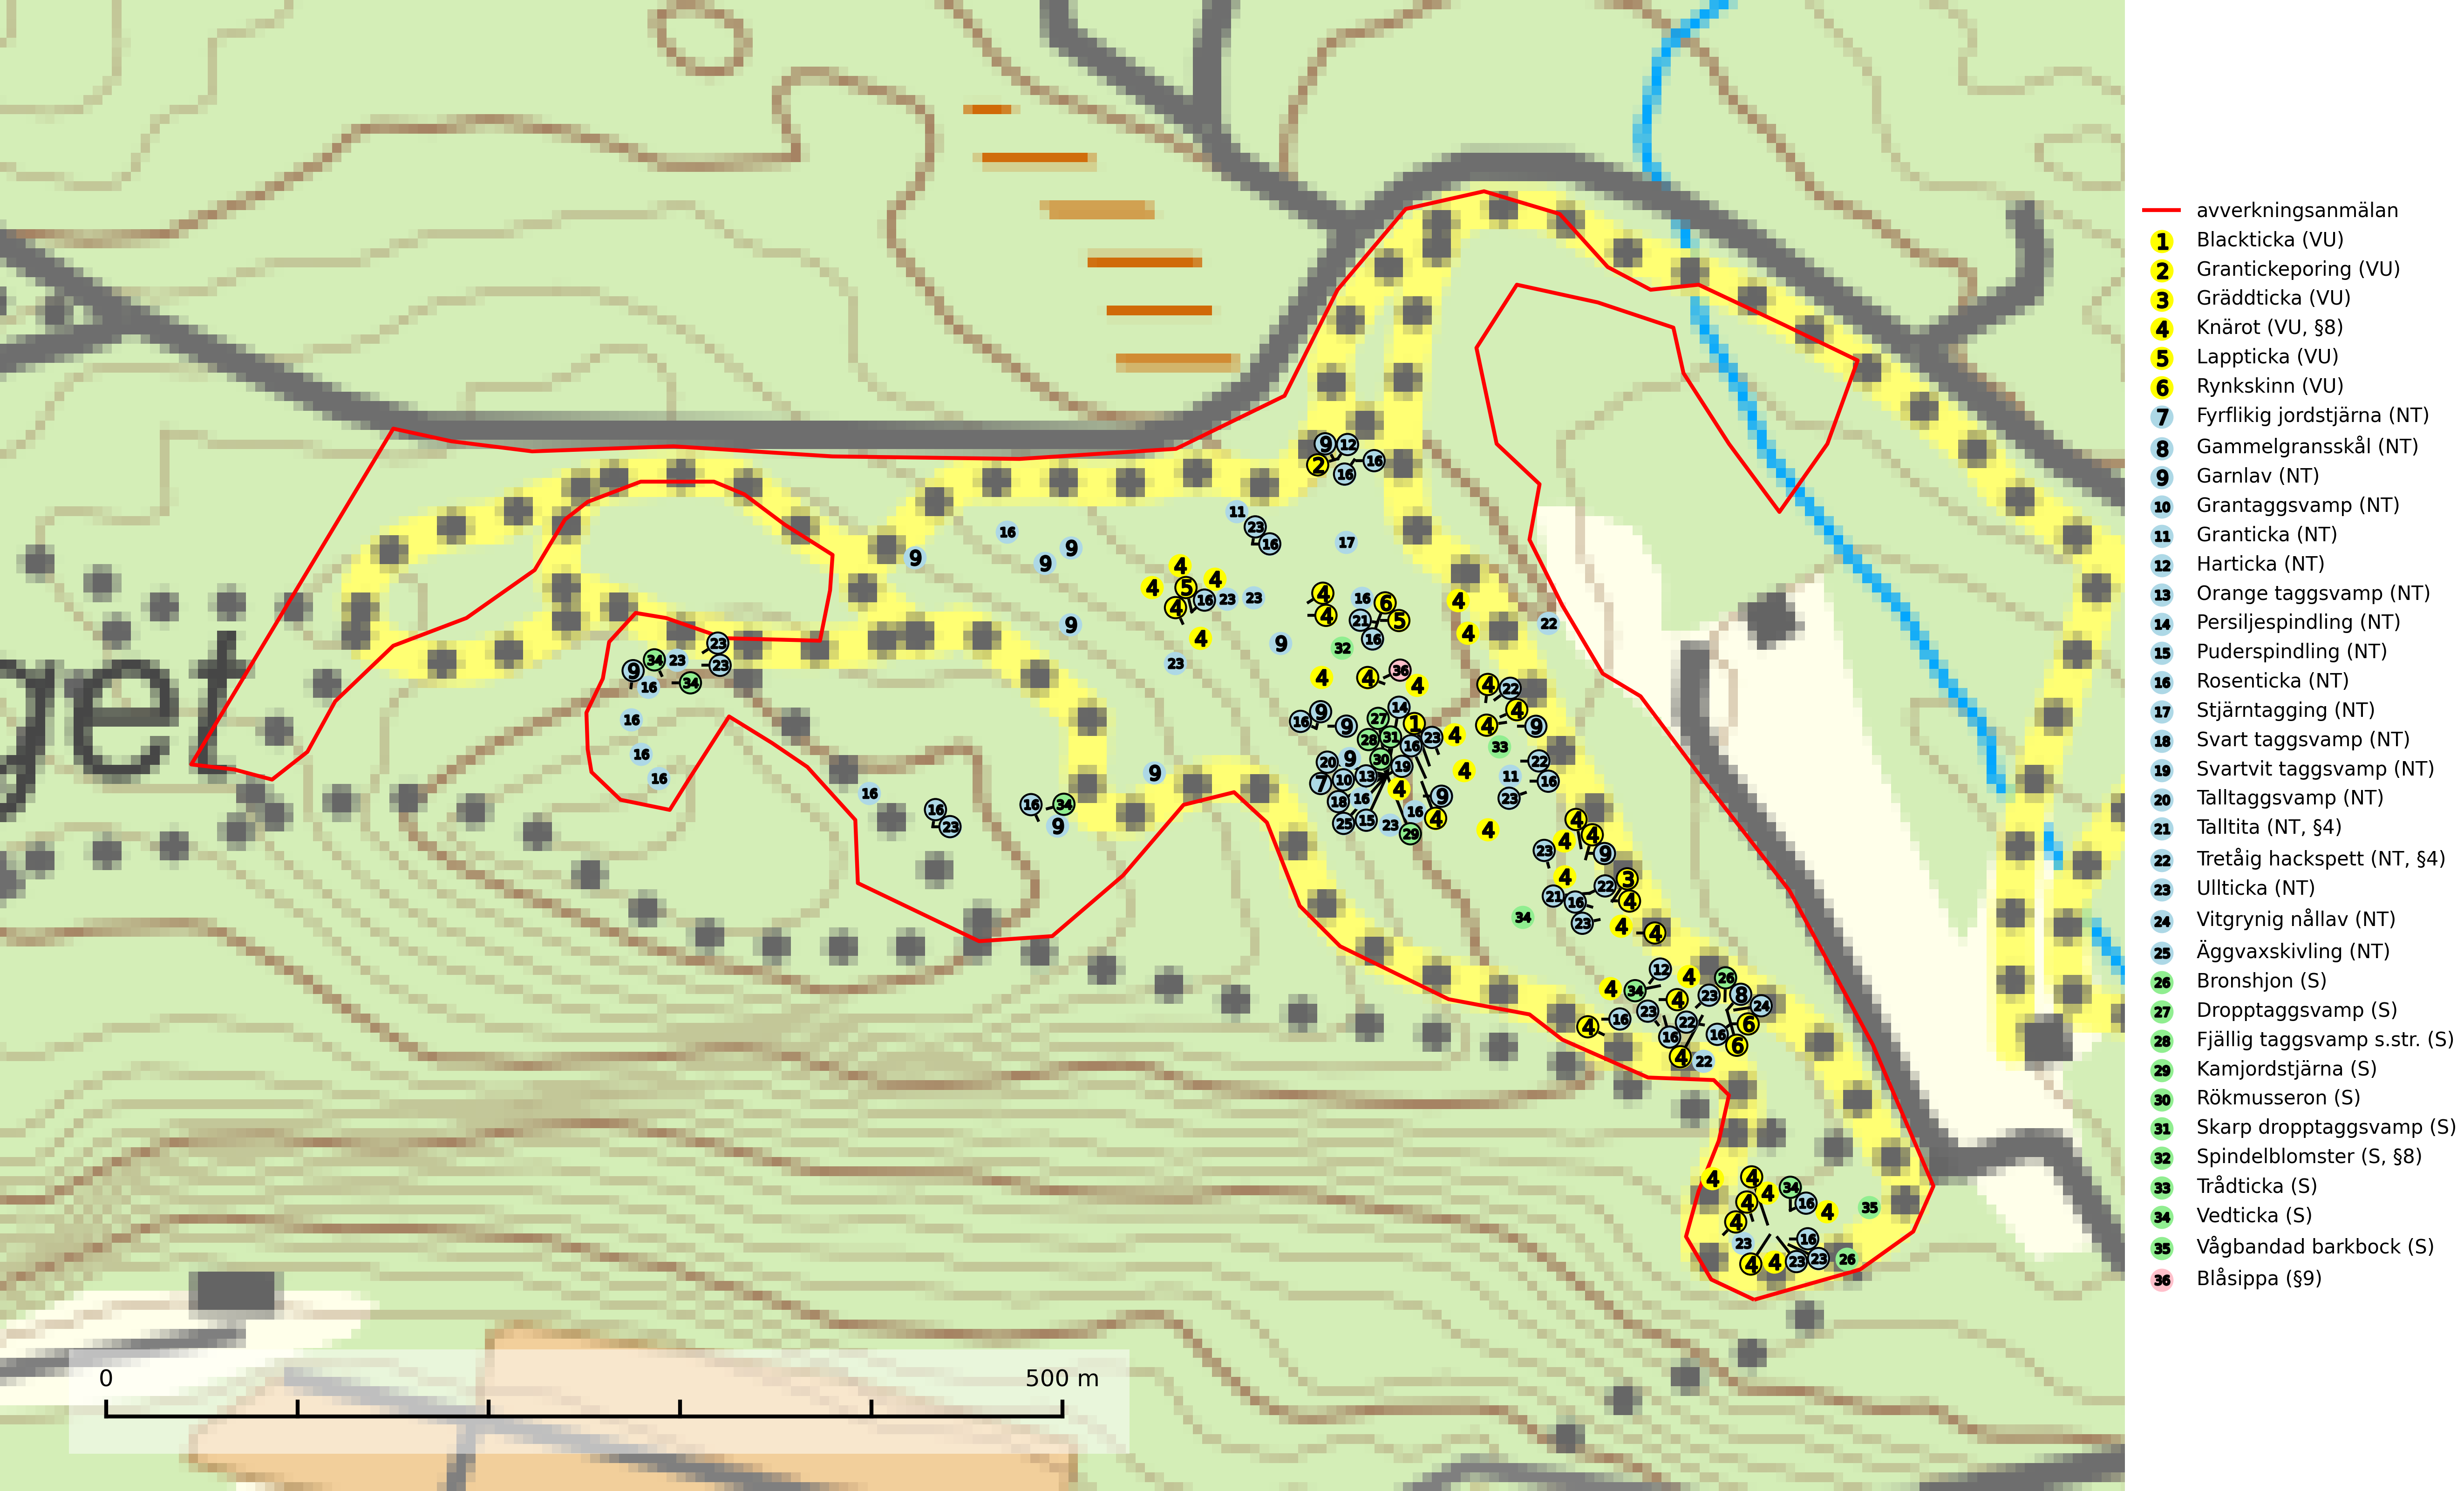 get
0 500 m
avverkningsanmälan
1 Blackticka (VU)
2 Grantickeporing (VU)
3 Gräddticka (VU)
4 Knärot (VU, §8)
5 Lappticka (VU)
6 Rynkskinn (VU)
7 Fyrflikig jordstjärna (NT)
8 Gammelgransskål (NT)
9 Garnlav (NT)
10 Grantaggsvamp (NT)
11 Granticka (NT)
12 Harticka (NT)
13 Orange taggsvamp (NT)
14 Persiljespindling (NT)
15 Puderspindling (NT)
16 Rosenticka (NT)
17 Stjärntagging (NT)
18 Svart taggsvamp (NT)
19 Svartvit taggsvamp (NT)
20 Talltaggsvamp (NT)
21 Talltita (NT, §4)
22 Tretåig hackspett (NT, §4)
23 Ullticka (NT)
24 Vitgrynig nållav (NT)
25 Äggvaxskivling (NT)
26 Bronshjon (S)
27 Dropptaggsvamp (S)
28 Fjällig taggsvamp s.str. (S)
29 Kamjordstjärna (S)
30 Rökmusseron (S)
31 Skarp dropptaggsvamp (S)
32 Spindelblomster (S, §8)
33 Trådticka (S)
34 Vedticka (S)
35 Vågbandad barkbock (S)
36 Blåsippa (§9)